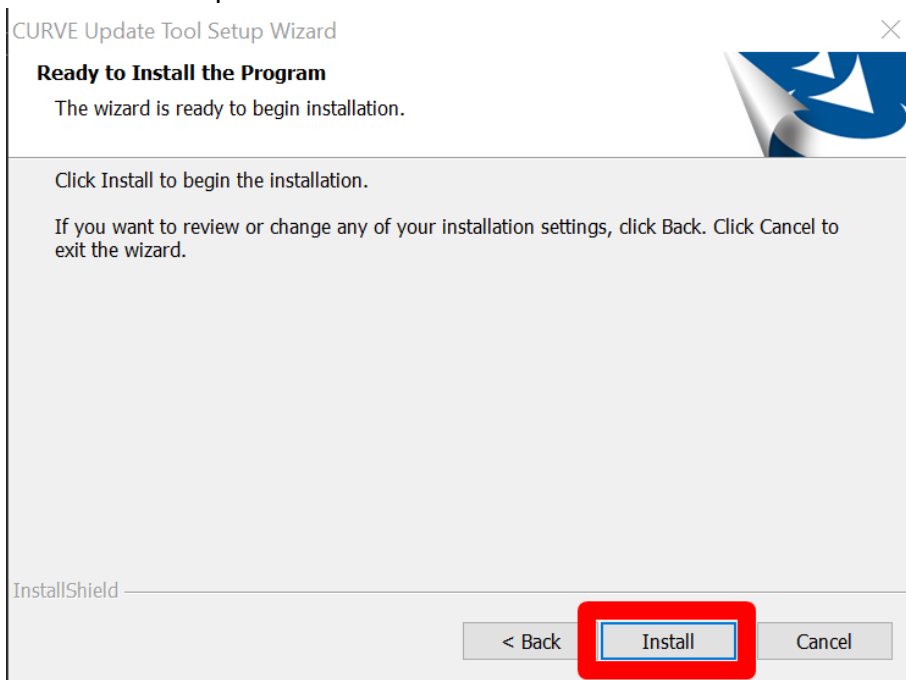 CURVE Update Tool Setup Wizard
Ready to Install the Program
The wizard is ready to begin installation.
Click Install to begin the installation.
If you want to review or change any of your installation settings, click Back. Click Cancel to
exit the wizard.
InstallShield
< Back Install Cancel